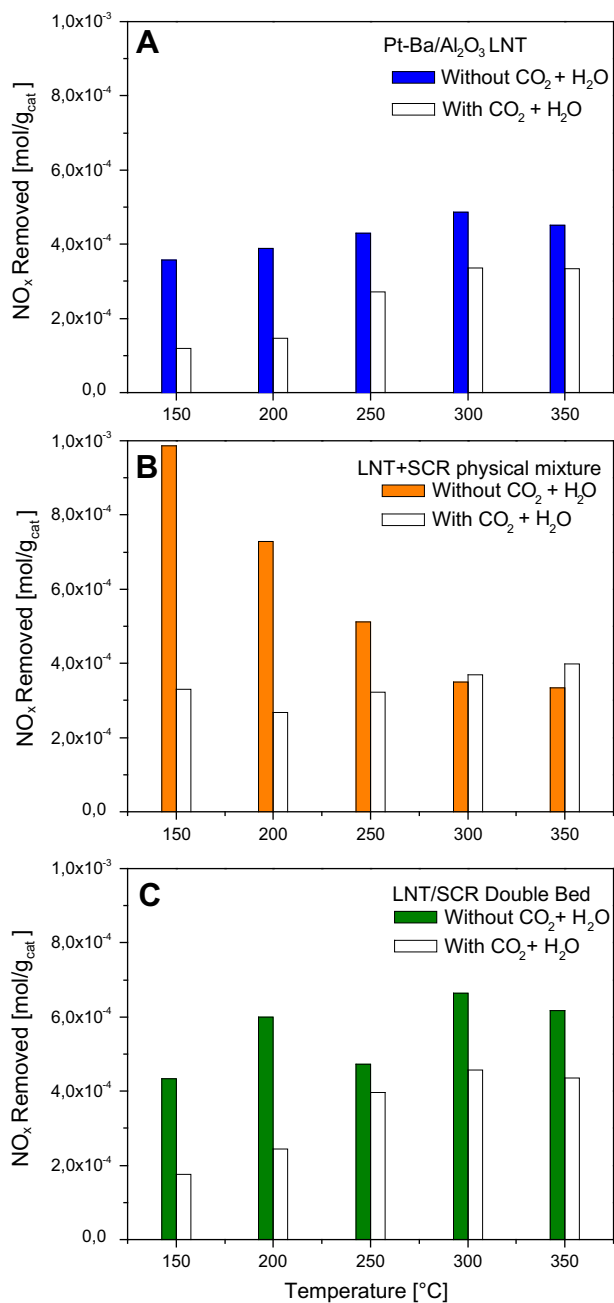 A
Pt-Ba/Al₂O₃ LNT
Without CO₂ + H₂O
With CO₂ + H₂O
NOₓ Removed [mol/g_cat]
1,0x10⁻³
8,0x10⁻⁴
6,0x10⁻⁴
4,0x10⁻⁴
2,0x10⁻⁴
0,0
150 200 250 300 350
B
LNT+SCR physical mixture
Without CO₂ + H₂O
With CO₂ + H₂O
NOₓ Removed [mol/g_cat]
1,0x10⁻³
8,0x10⁻⁴
6,0x10⁻⁴
4,0x10⁻⁴
2,0x10⁻⁴
0,0
150 200 250 300 350
C
LNT/SCR Double Bed
Without CO₂+ H₂O
With CO₂+ H₂O
NOₓ Removed [mol/g_cat]
1,0x10⁻³
8,0x10⁻⁴
6,0x10⁻⁴
4,0x10⁻⁴
2,0x10⁻⁴
0,0
150 200 250 300 350
Temperature [°C]